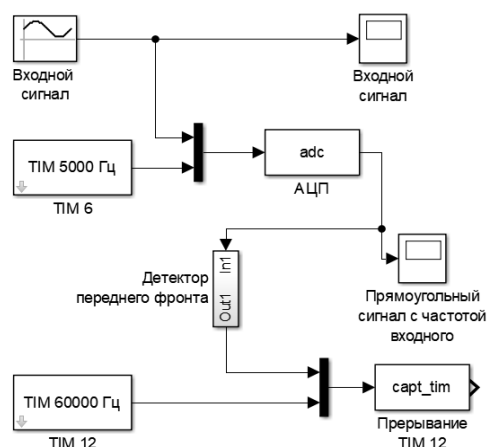 Входной
сигнал
Входной
сигнал
TIM 5000 Гц
TIM 6
adc
АЦП
Детектор
переднего фронта
In1
Out1
Прямоугольный
сигнал с частотой
входного
TIM 60000 Гц
TIM 12
capt_tim
Прерывание
TIM 12